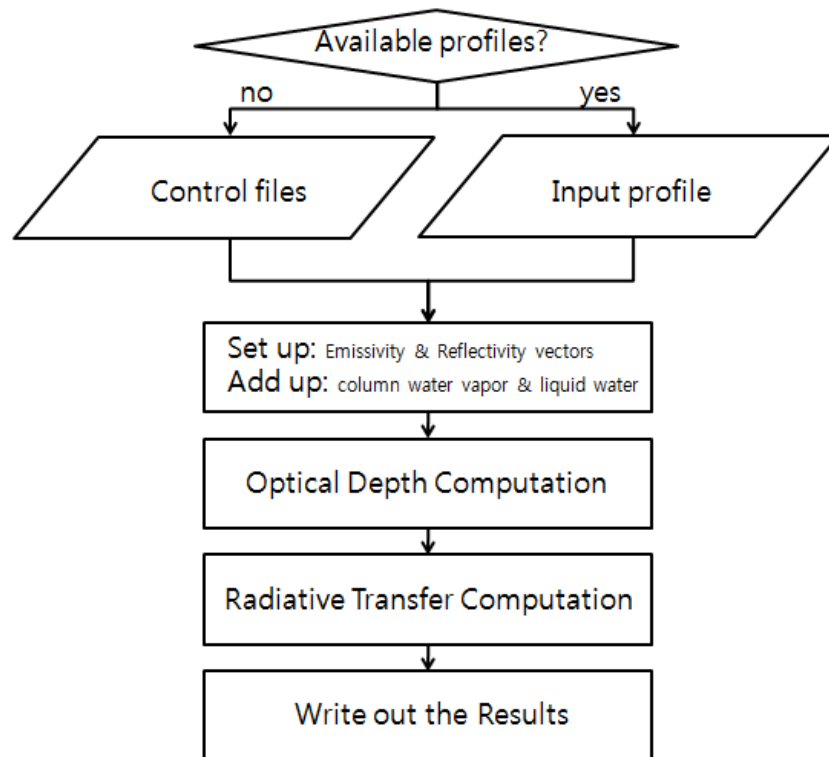 Available profiles?
no
yes
Control files
Input profile
Set up: Emissivity & Reflectivity vectors
Add up: column water vapor & liquid water
Optical Depth Computation
Radiative Transfer Computation
Write out the Results